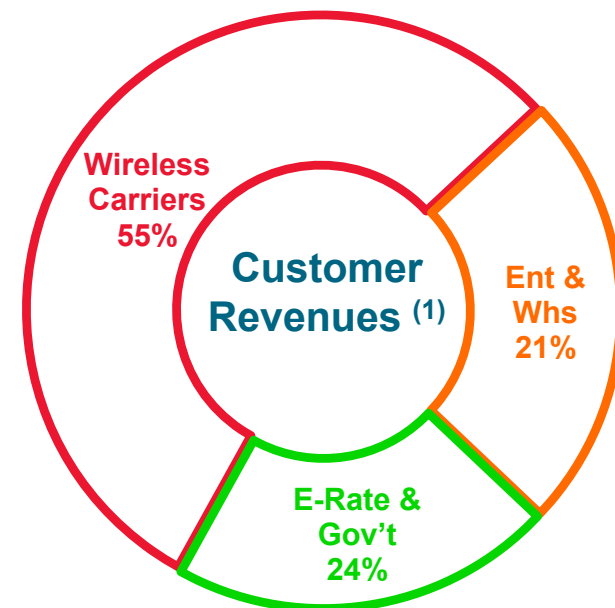 Wireless
Carriers
55%
Customer
Revenues (1)
Ent &
Whs
21%
E-Rate &
Gov’t
24%